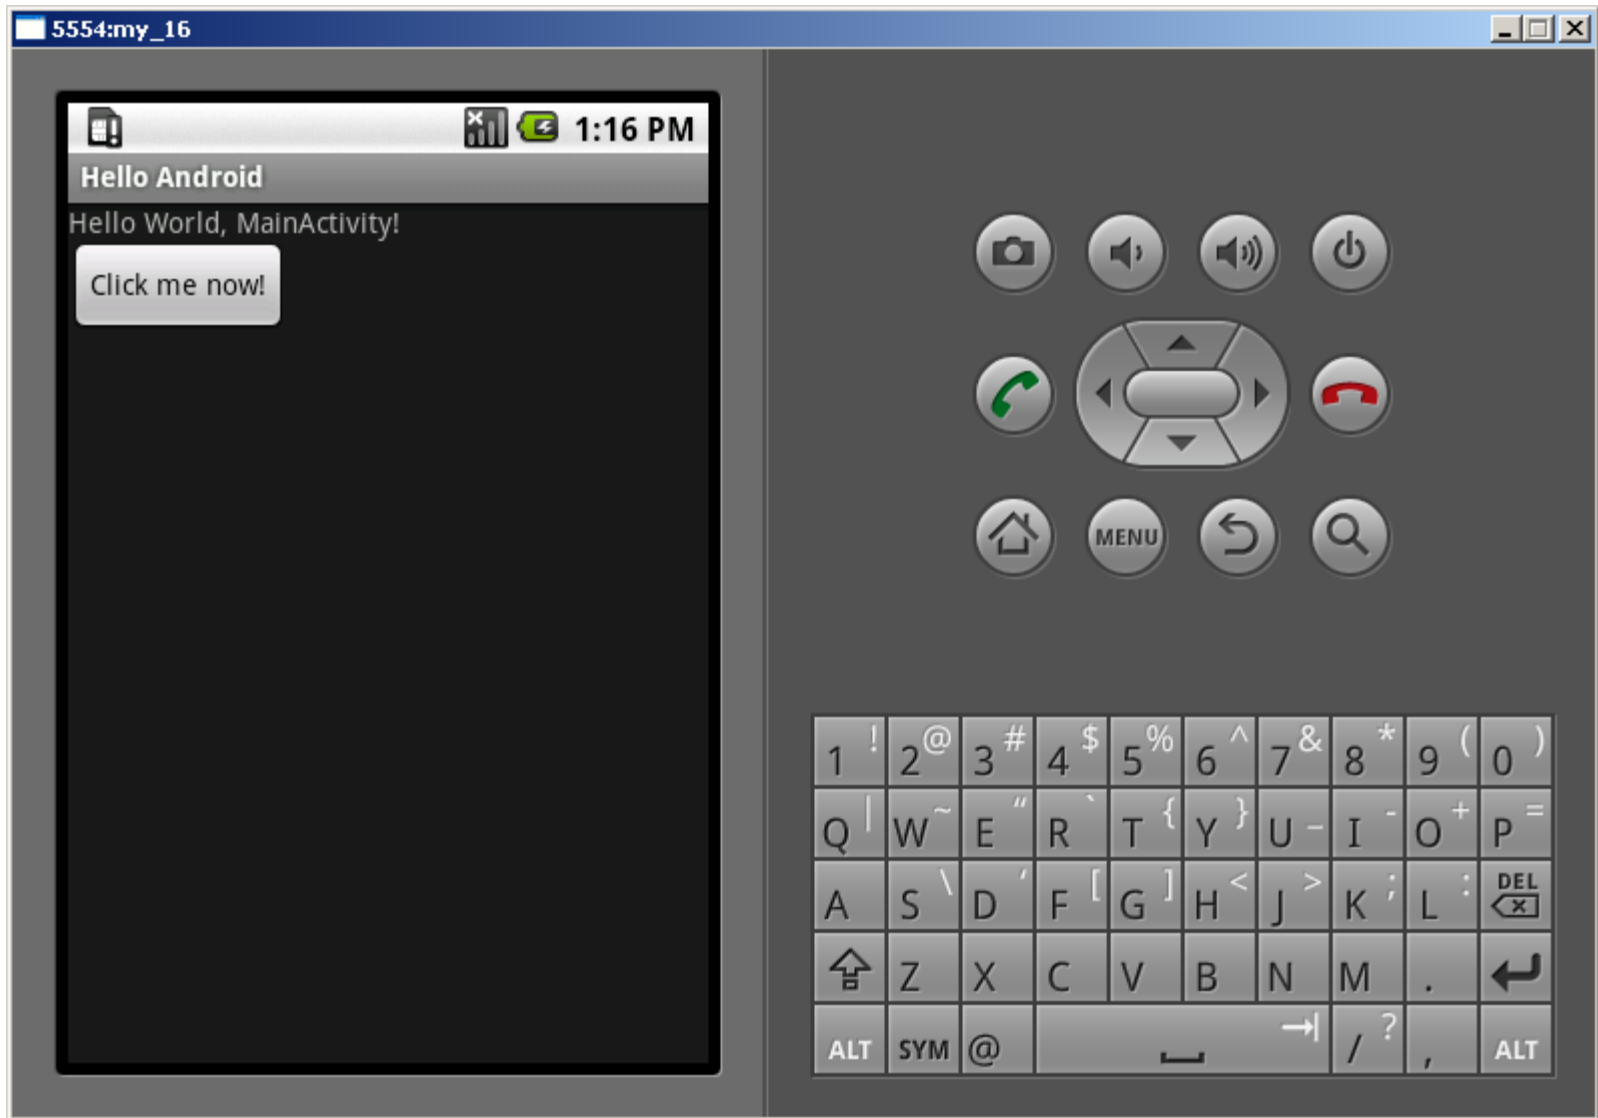 5554:my_16
1:16 PM
Hello Android
Hello World, MainActivity!
Click me now!
MENU
1 ! 2 @ 3 # 4 $ 5 % 6 ^ 7 & 8 * 9 ( 0 )
Q | W ~ E " R ` T { Y } U _ I - O + P =
A S \ D ' F [ G ] H < J > K ; L : DEL
Z X C V B N M .
ALT SYM @ / ? , ALT